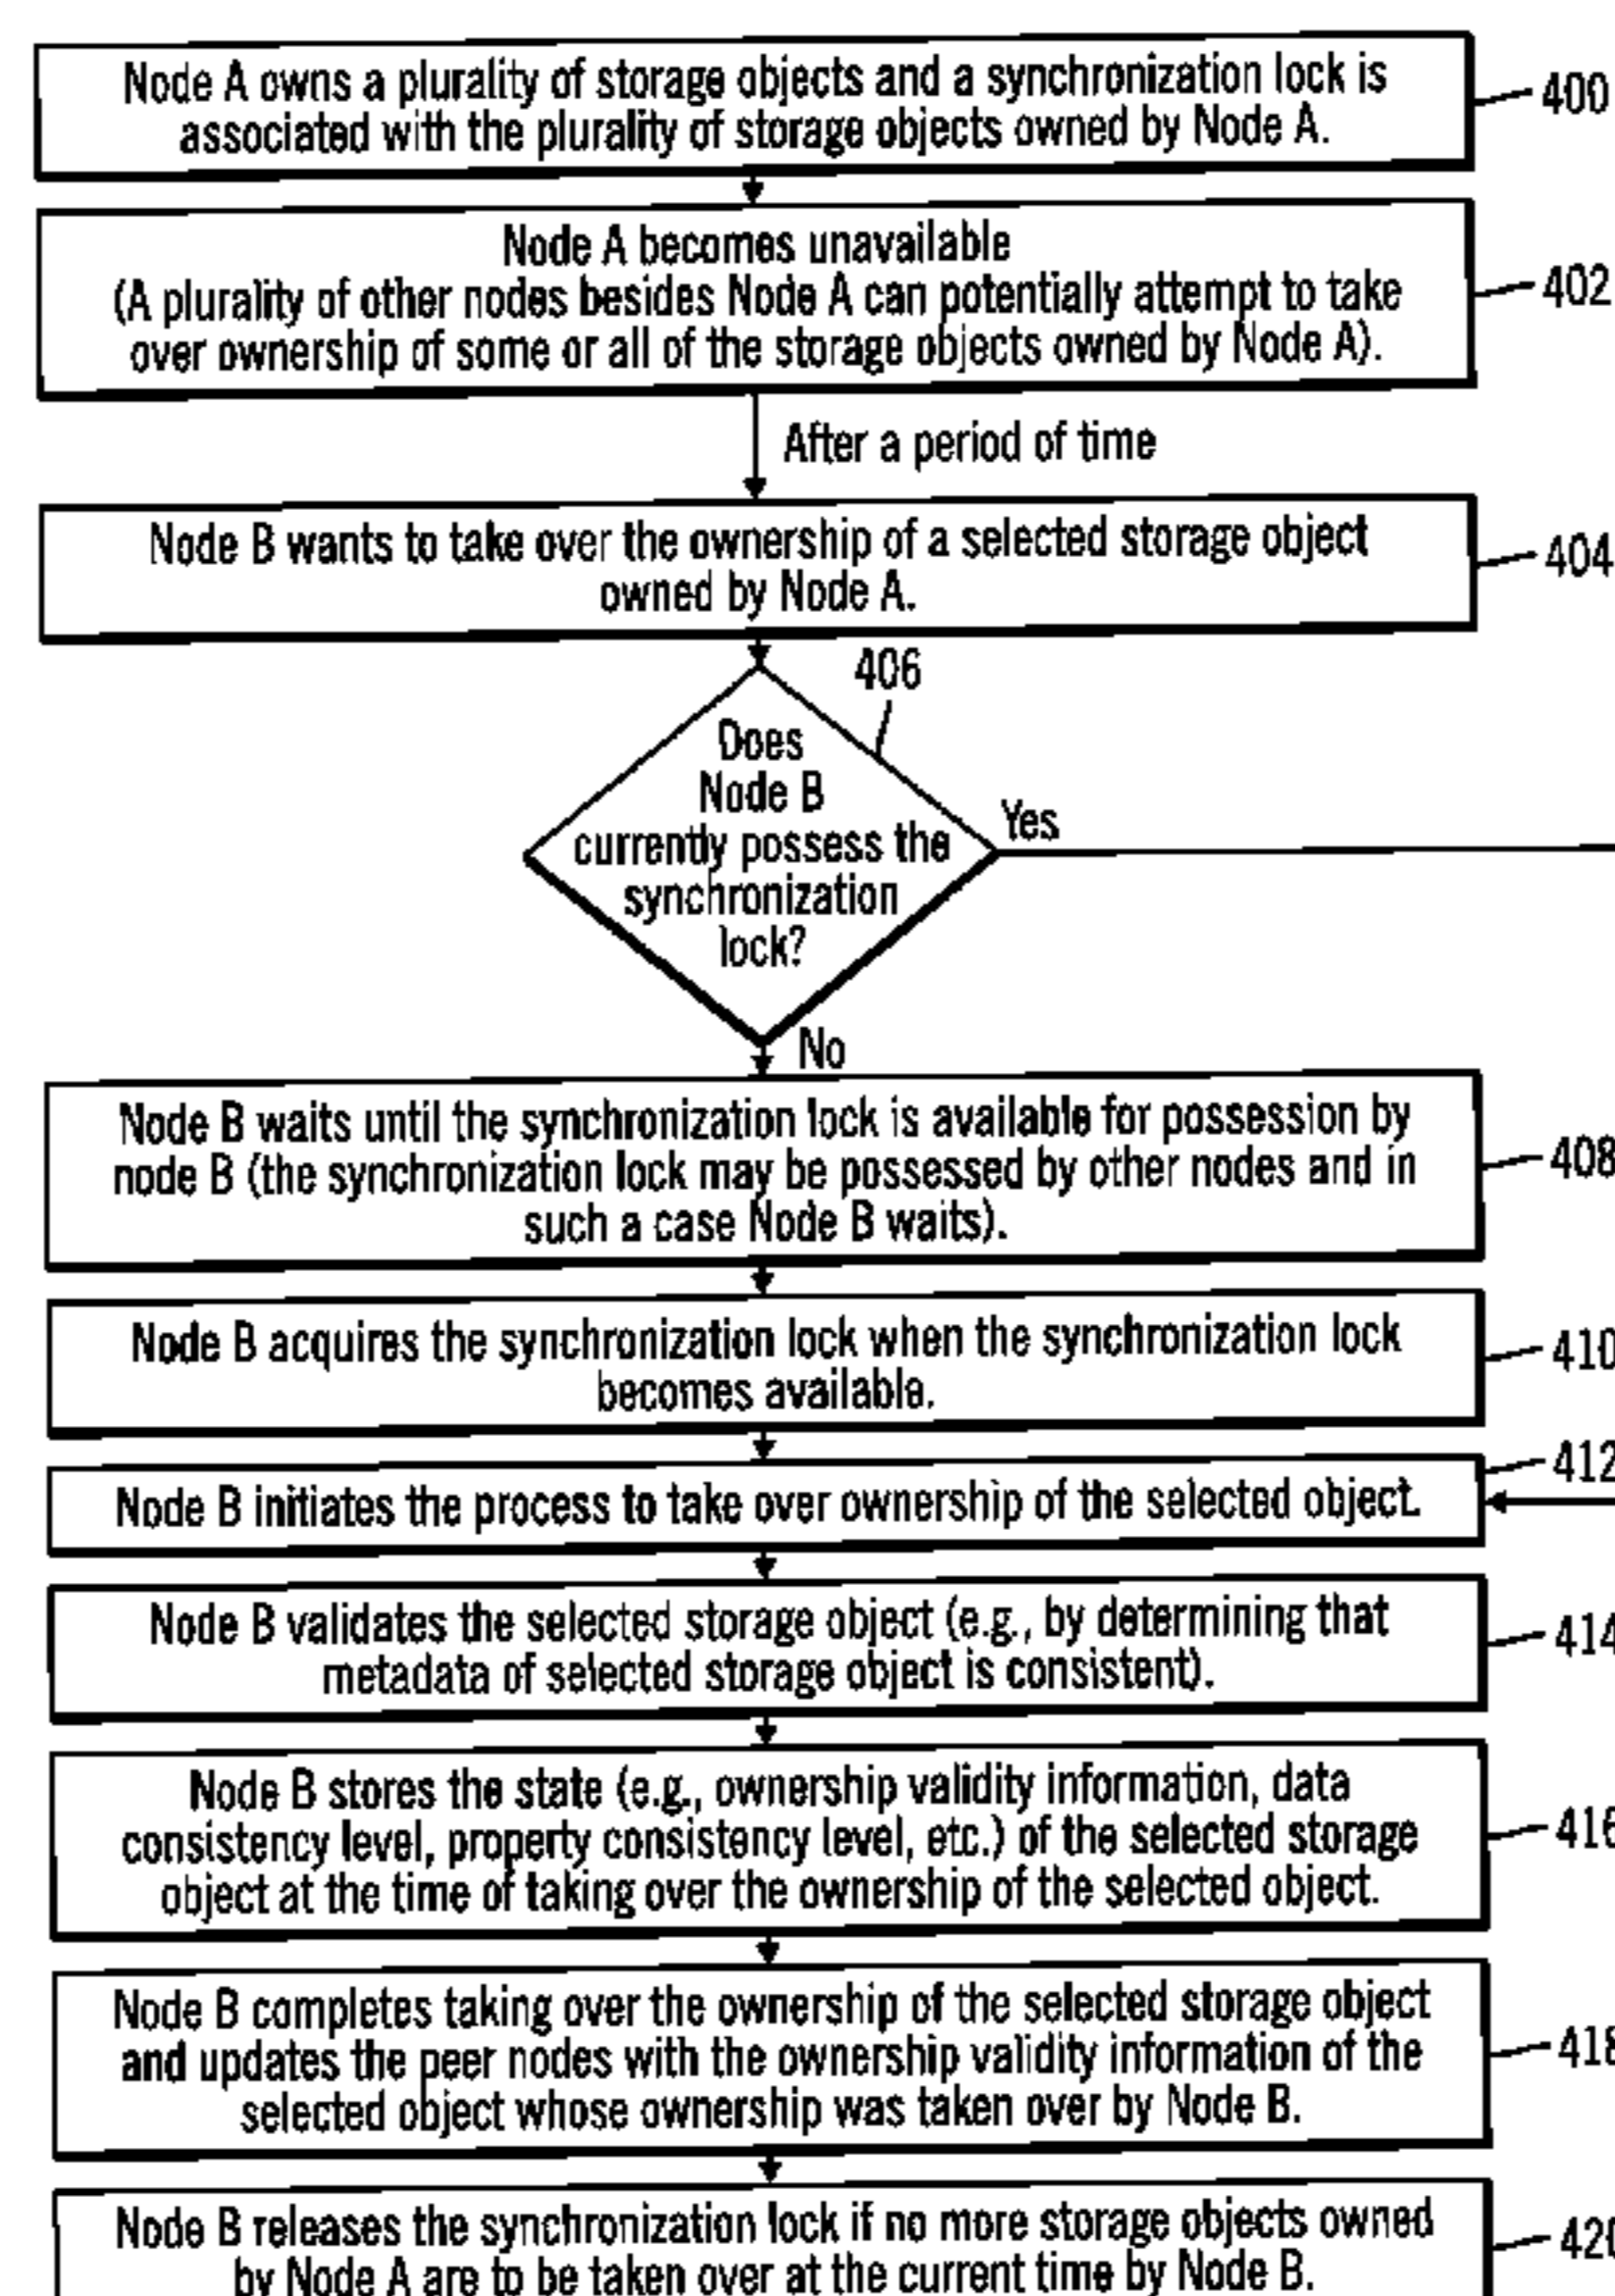 Node A owns a plurality of storage objects and a synchronization lock is
associated with the plurality of storage objects owned by Node A.
400
Node A becomes unavailable
(A plurality of other nodes besides Node A can potentially attempt to take
over ownership of some or all of the storage objects owned by Node A).
402
After a period of time
Node B wants to take over the ownership of a selected storage object
owned by Node A.
404
406
Does
Node B
currently possess the
synchronization
lock?
Yes
No
Node B waits until the synchronization lock is available for possession by
node B (the synchronization lock may be possessed by other nodes and in
such a case Node B waits).
408
Node B acquires the synchronization lock when the synchronization lock
becomes available.
410
412
Node B initiates the process to take over ownership of the selected object.
Node B validates the selected storage object (e.g., by determining that
metadata of selected storage object is consistent).
414
Node B stores the state (e.g., ownership validity information, data
consistency level, property consistency level, etc.) of the selected storage
object at the time of taking over the ownership of the selected object.
416
Node B completes taking over the ownership of the selected storage object
and updates the peer nodes with the ownership validity information of the
selected object whose ownership was taken over by Node B.
418
Node B releases the synchronization lock if no more storage objects owned
by Node A are to be taken over at the current time by Node B.
420